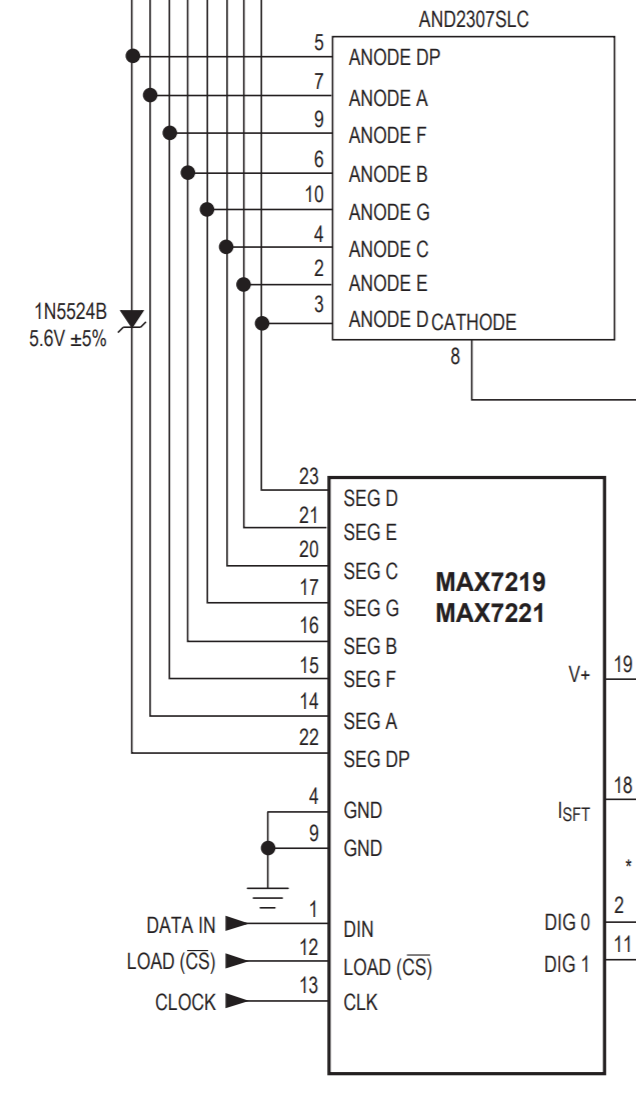 AND2307SLC
5 ANODE DP
7 ANODE A
9 ANODE F
6 ANODE B
10 ANODE G
4 ANODE C
2 ANODE E
3 ANODE D CATHODE
8
1N5524B
5.6V ±5%
23 SEG D
21 SEG E
20 SEG C
17 SEG G
16 SEG B
15 SEG F
14 SEG A
22 SEG DP
MAX7219
MAX7221
V+ 19
4 GND
9 GND
ISFT 18
*
DATA IN 1 DIN
LOAD (C̅S̅) 12 LOAD (C̅S̅)
CLOCK 13 CLK
DIG 0 2
DIG 1 11